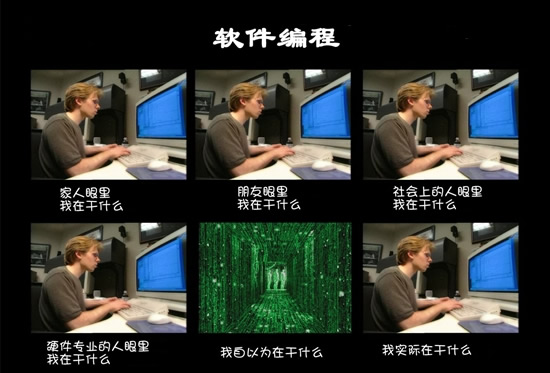 软件编程
家人眼里
我在干什么
朋友眼里
我在干什么
社会上的人眼里
我在干什么
硬件专业的人眼里
我在干什么
我自以为在干什么
我实际在干什么